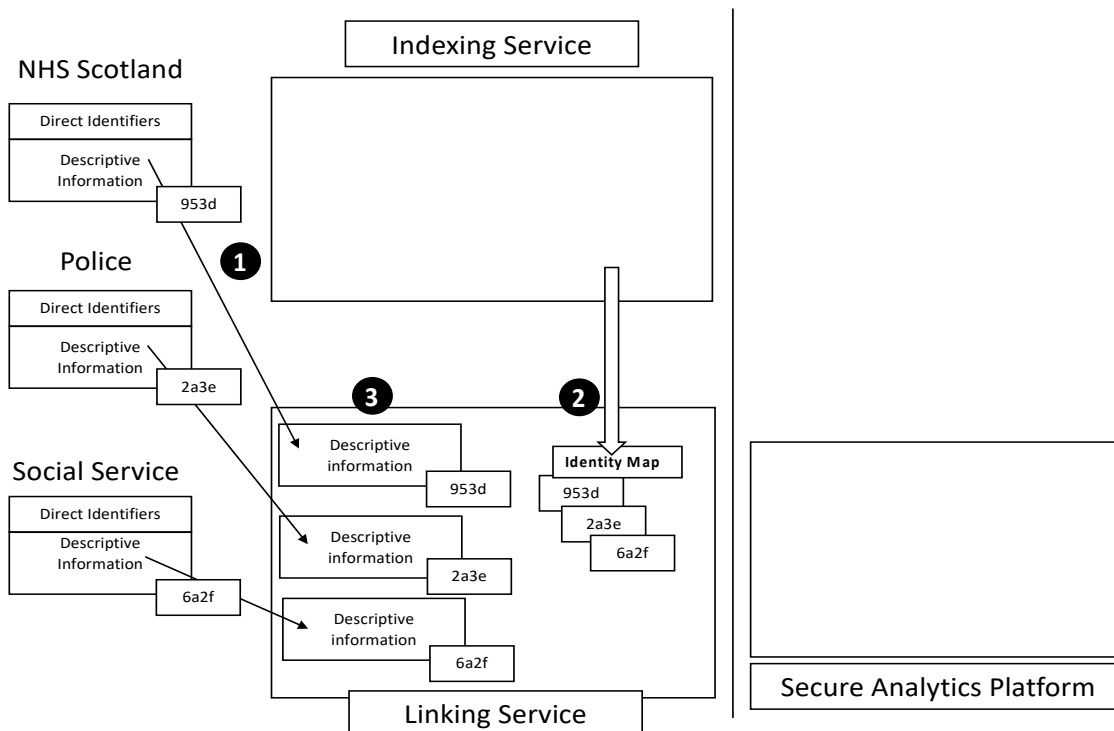 Indexing Service
NHS Scotland
Direct Identifiers
Descriptive
Information
953d
1
Police
Direct Identifiers
Descriptive
Information
2a3e
Social Service
Direct Identifiers
Descriptive
Information
6a2f
3
2
Descriptive
information
953d
Descriptive
information
2a3e
Descriptive
information
6a2f
Identity Map
953d
2a3e
6a2f
Linking Service
Secure Analytics Platform